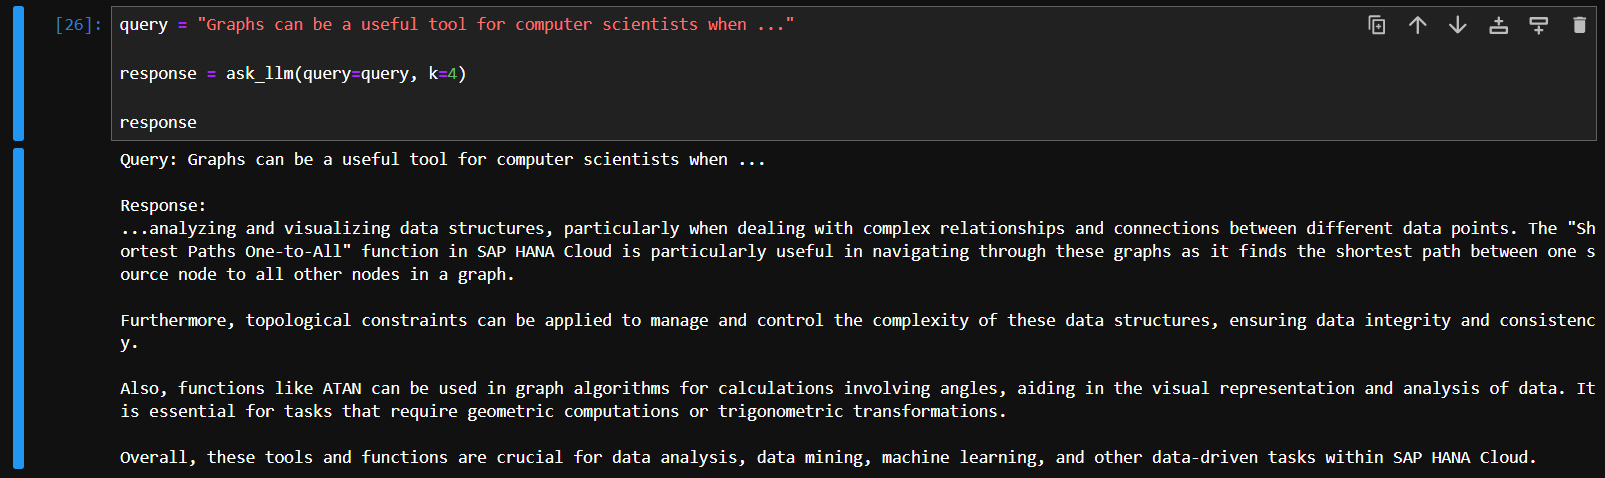 [26]: query = "Graphs can be a useful tool for computer scientists when ..."
response = ask_llm(query=query, k=4)
response
Query: Graphs can be a useful tool for computer scientists when ...
Response:
...analyzing and visualizing data structures, particularly when dealing with complex relationships and connections between different data points. The "Sh
ortest Paths One-to-All" function in SAP HANA Cloud is particularly useful in navigating through these graphs as it finds the shortest path between one s
ource node to all other nodes in a graph.
Furthermore, topological constraints can be applied to manage and control the complexity of these data structures, ensuring data integrity and consistenc
y.
Also, functions like ATAN can be used in graph algorithms for calculations involving angles, aiding in the visual representation and analysis of data. It
is essential for tasks that require geometric computations or trigonometric transformations.
Overall, these tools and functions are crucial for data analysis, data mining, machine learning, and other data-driven tasks within SAP HANA Cloud.